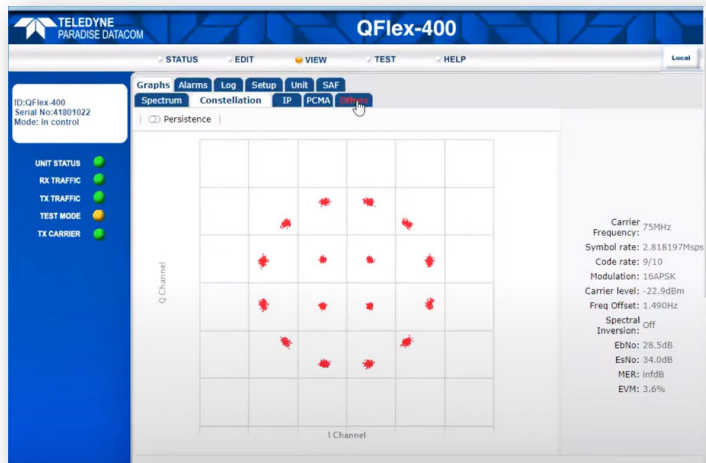 TELEDYNE
PARADISE DATACOM
QFlex-400
STATUS EDIT VIEW TEST HELP
Local
Graphs Alarms Log Setup Unit SAF
Spectrum Constellation IP PCMA
Persistence
ID:QFlex-400
Serial No:41801022
Mode: In control
UNIT STATUS
RX TRAFFIC
TX TRAFFIC
TEST MODE
TX CARRIER
Q Channel
I Channel
Carrier Frequency: 75MHz
Symbol rate: 2.818197Msps
Code rate: 9/10
Modulation: 16APSK
Carrier level: -22.9dBm
Freq Offset: 1.490Hz
Spectral Inversion: Off
EbNo: 28.5dB
EsNo: 34.0dB
MER: infdB
EVM: 3.6%